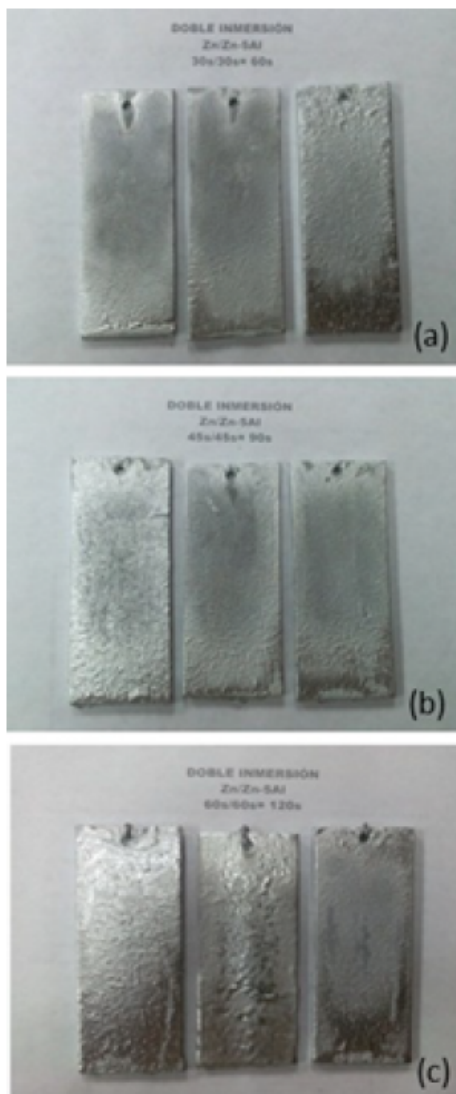 DOBLE INMERSIÓN
Zn/Zn-5Al
30s/30s= 60s
(a)
DOBLE INMERSIÓN
Zn/Zn-5Al
45s/45s= 90s
(b)
DOBLE INMERSIÓN
Zn/Zn-5Al
60s/60s= 120s
(c)